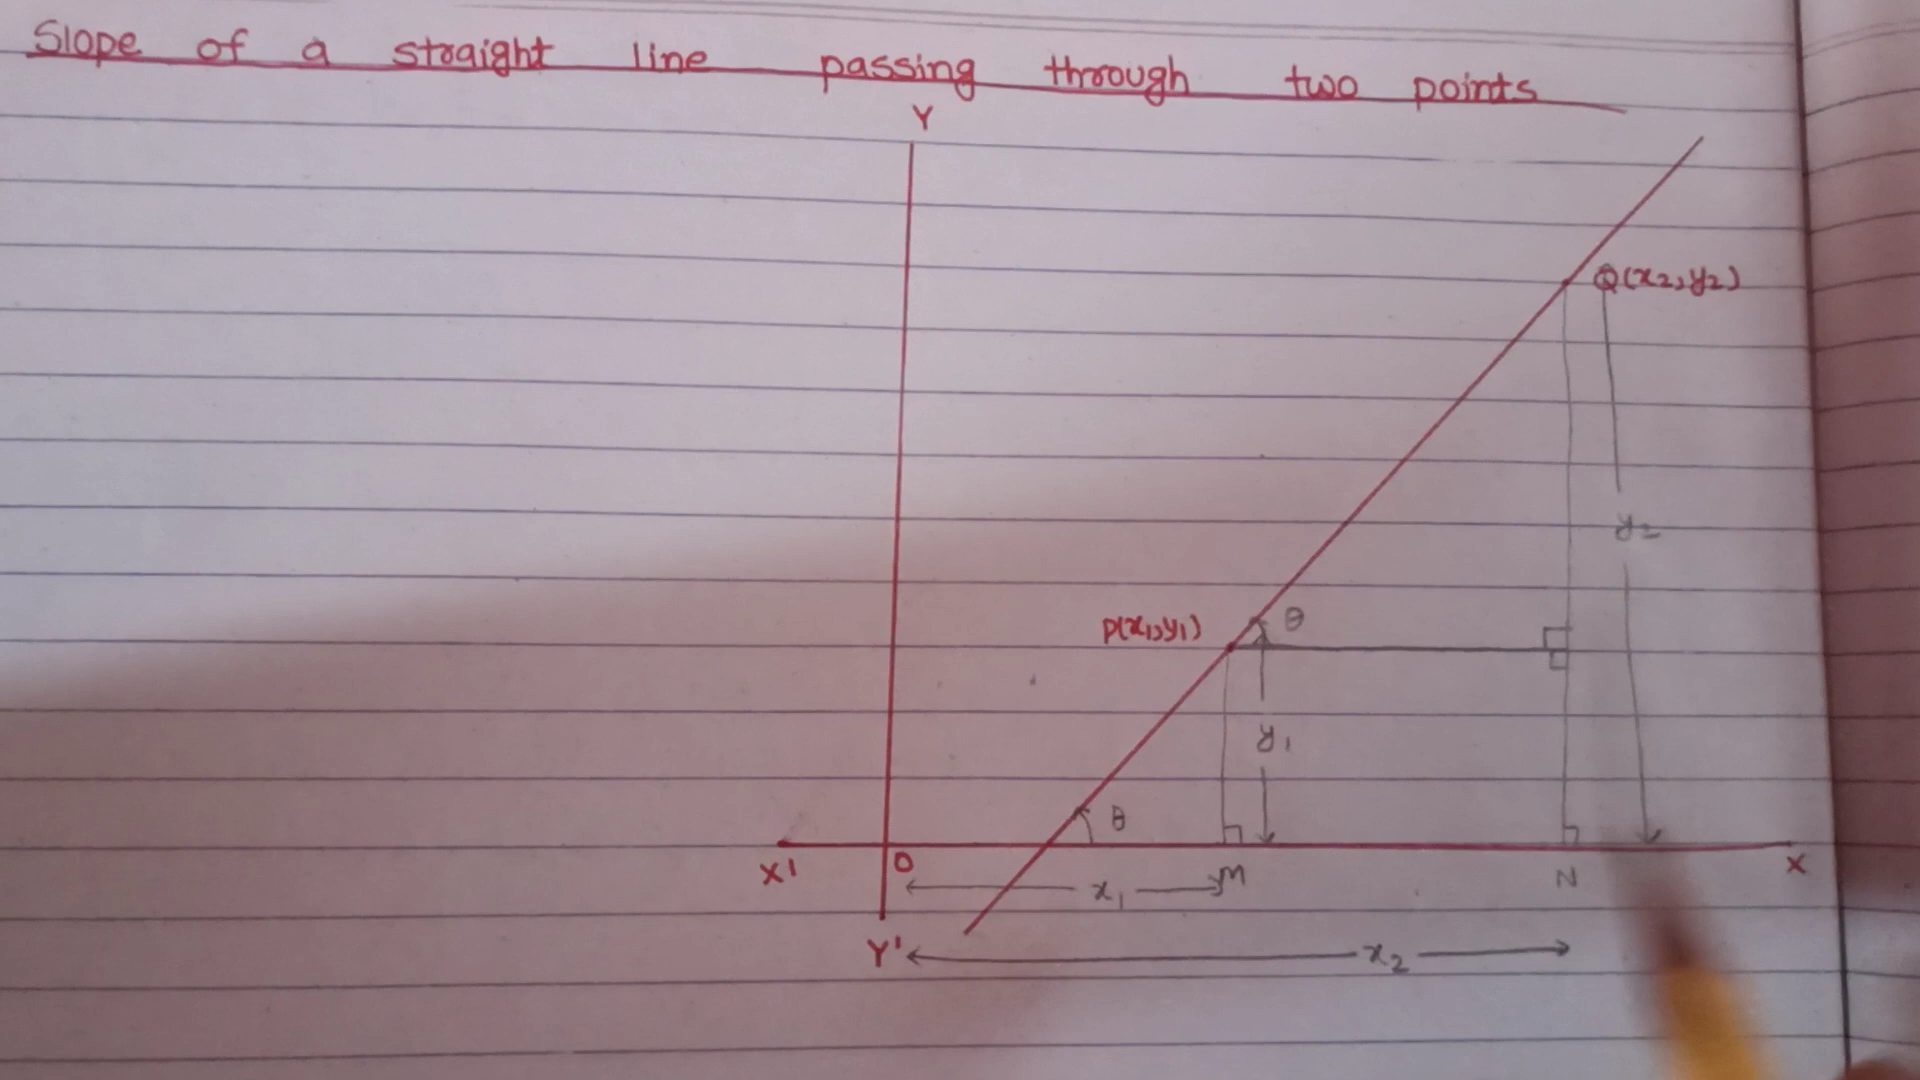 Slope of a straight line passing through two points
Y
Q(x2,y2)
y2
P(x1,y1)
θ
y1
θ
X'
O
M
N
X
x1
Y'
x2